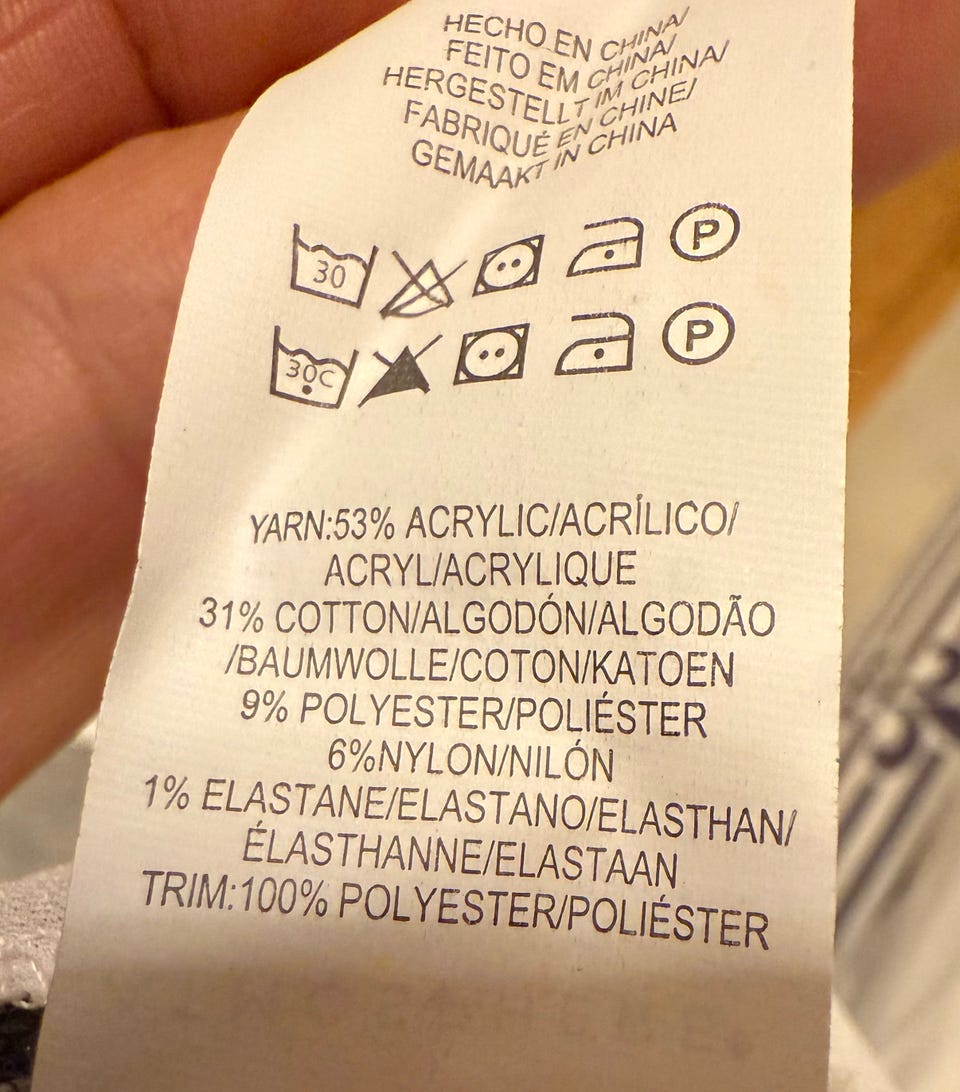 HECHO EN CHINA/
FEITO EM CHINA/
HERGESTELLT IM CHINA/
FABRIQUÉ EN CHINE/
GEMAAKT IN CHINA
30 P
30C P
YARN:53% ACRYLIC/ACRÍLICO/
ACRYL/ACRYLIQUE
31% COTTON/ALGODÓN/ALGODÃO
/BAUMWOLLE/COTON/KATOEN
9% POLYESTER/POLIÉSTER
6%NYLON/NILÓN
1% ELASTANE/ELASTANO/ELASTHAN/
ÉLASTHANNE/ELASTAAN
TRIM:100% POLYESTER/POLIÉSTER